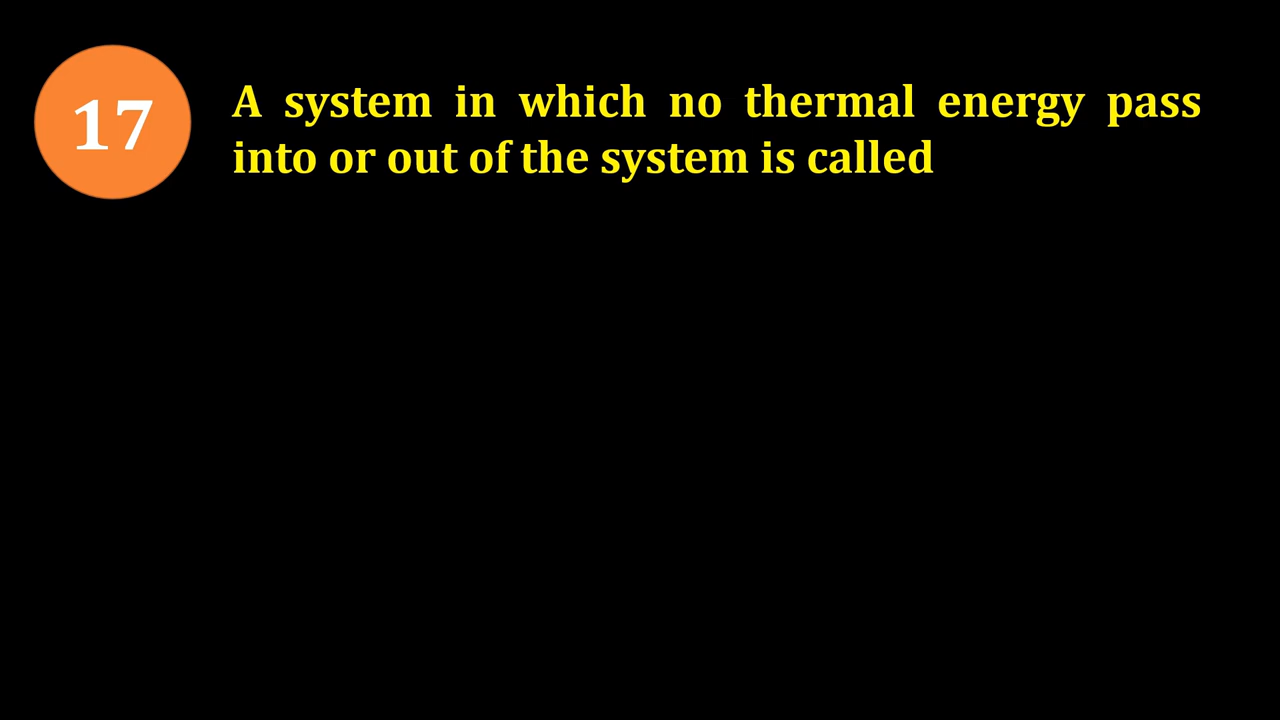 17
A system in which no thermal energy pass
into or out of the system is called